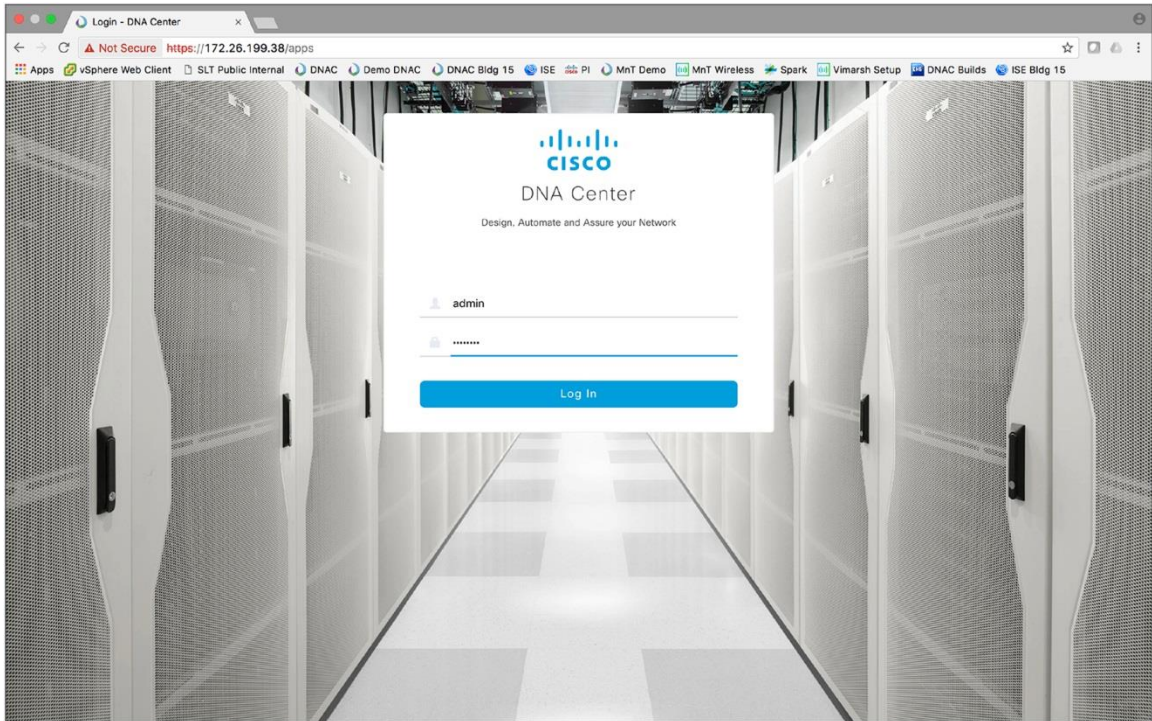 Login - DNA Center
Not Secure https://172.26.199.38/apps
Apps vSphere Web Client SLT Public Internal DNAC Demo DNAC DNAC Bldg 15 ISE PI MnT Demo MnT Wireless Spark Vimarsh Setup DNAC Builds ISE Bldg 15
CISCO
DNA Center
Design, Automate and Assure your Network
admin
••••••••
Log In